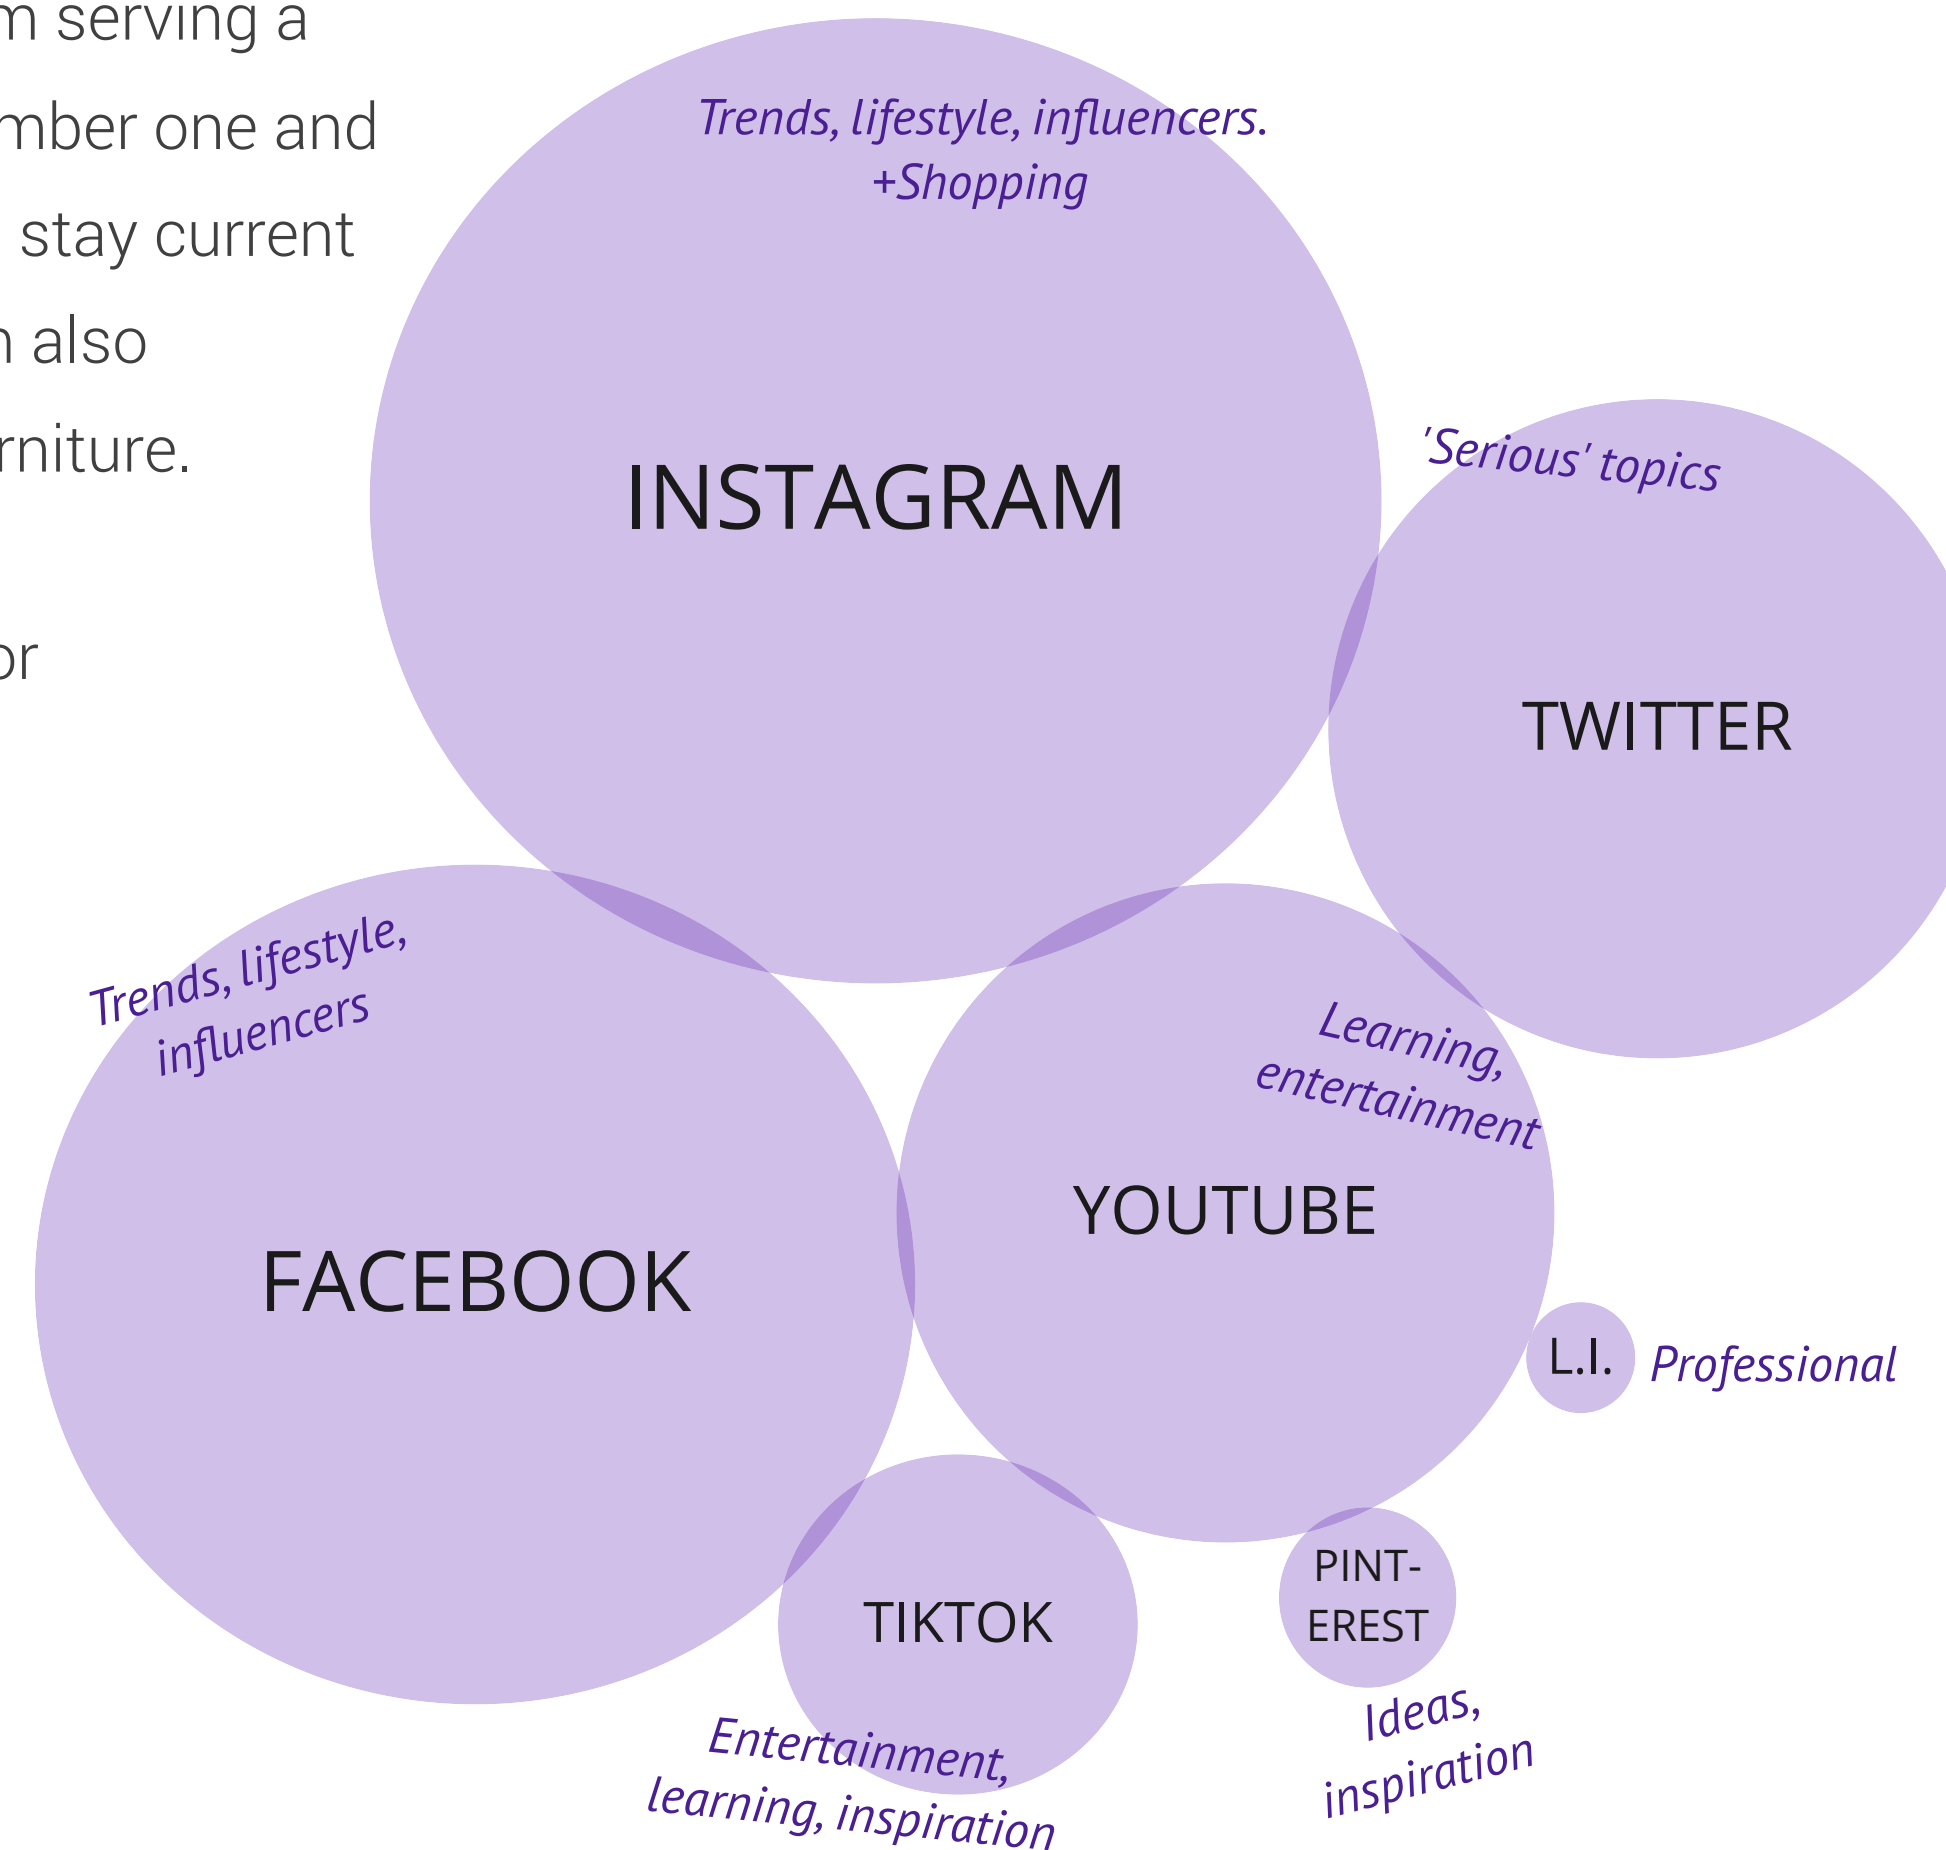 m serving a
mber one and
stay current
also
rniture.
or
Trends, lifestyle, influencers.
+Shopping
INSTAGRAM
'Serious' topics
TWITTER
Trends, lifestyle,
influencers
FACEBOOK
Learning,
entertainment
YOUTUBE
L.I.
Professional
TIKTOK
Entertainment,
learning, inspiration
PINT-
EREST
Ideas,
inspiration